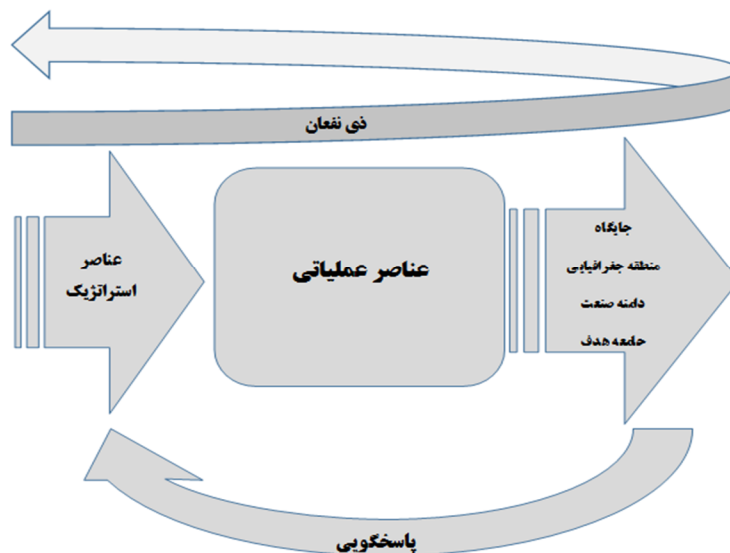 ذی نفعان
عناصر
استراتژیک
عناصر عملیاتی
جایگاه
منطقه جغرافیایی
دامنه صنعت
جامعه هدف
پاسخگویی